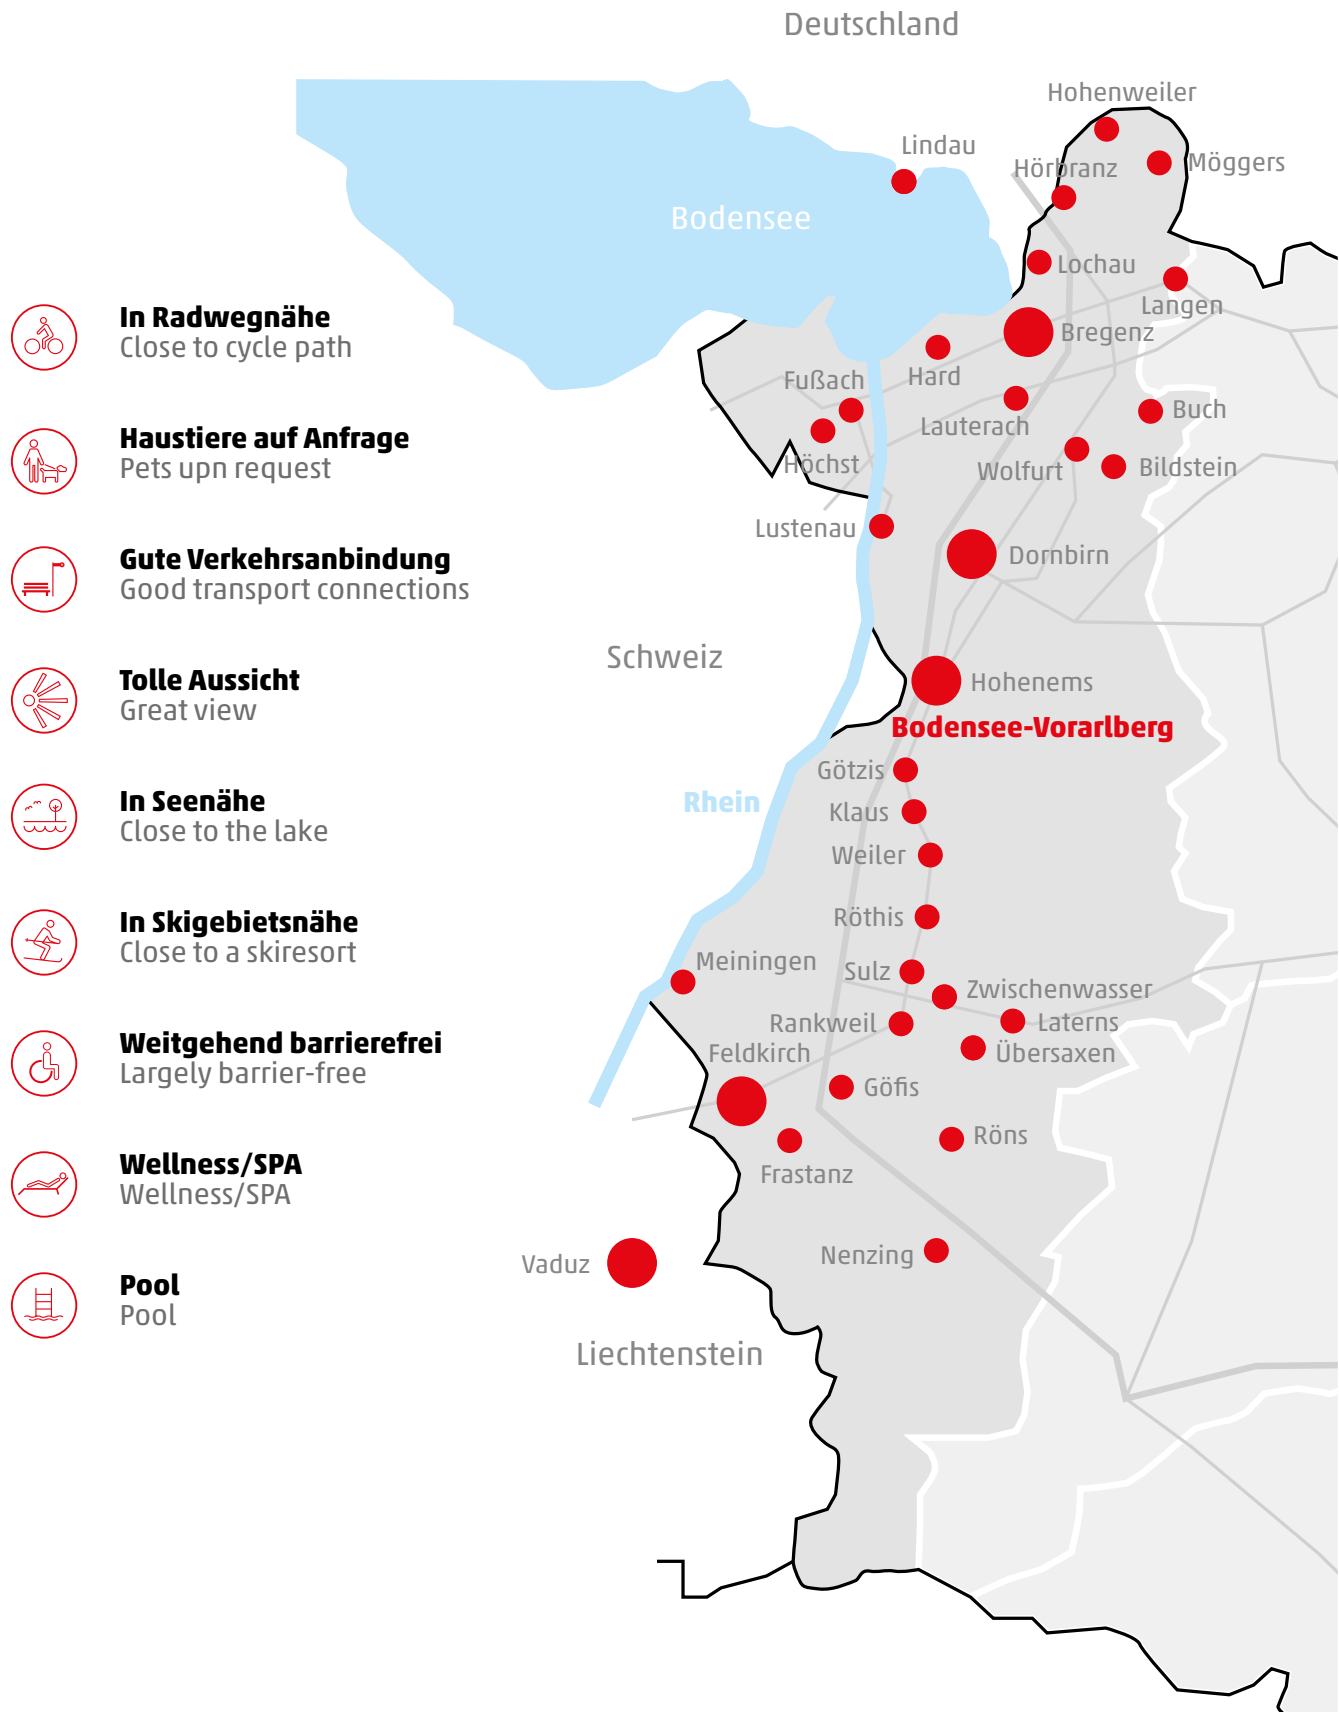 Deutschland
Hohenweiler
Lindau
Hörbranz
Möggers
Bodensee
Lochau
Langen
Bregenz
Hard
Fußach
Lauterach
Buch
Höchst
Wolfurt
Bildstein
Lustenau
Dornbirn
Schweiz
Hohenems
Bodensee-Vorarlberg
Götzis
Rhein
Klaus
Weiler
Röthis
Meiningen
Sulz
Zwischenwasser
Rankweil
Laterns
Feldkirch
Übersaxen
Göfis
Röns
Frastanz
Nenzing
Vaduz
Liechtenstein
In Radwegnähe
Close to cycle path
Haustiere auf Anfrage
Pets upn request
Gute Verkehrsanbindung
Good transport connections
Tolle Aussicht
Great view
In Seenähe
Close to the lake
In Skigebietsnähe
Close to a skiresort
Weitgehend barrierefrei
Largely barrier-free
Wellness/SPA
Wellness/SPA
Pool
Pool